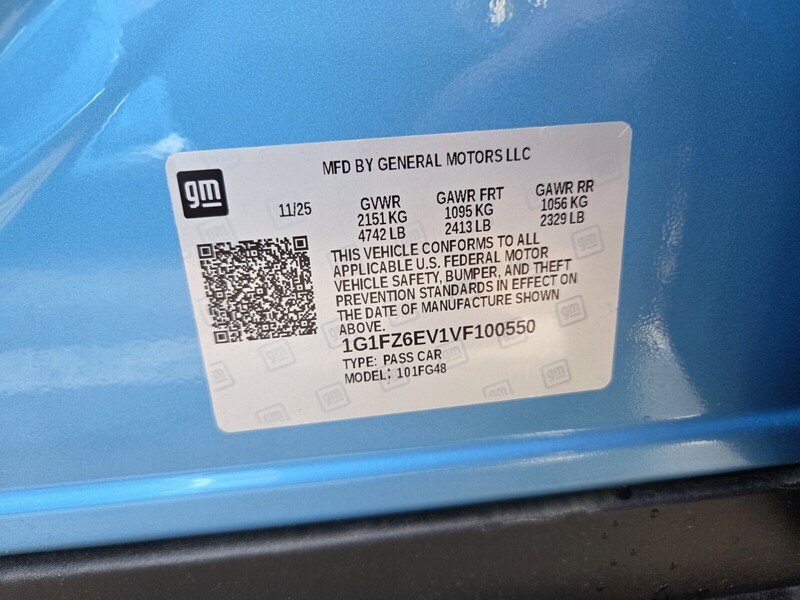 MFD BY GENERAL MOTORS LLC
gm
11/25
GVWR
2151 KG
4742 LB
GAWR FRT
1095 KG
2413 LB
GAWR RR
1056 KG
2329 LB
THIS VEHICLE CONFORMS TO ALL
APPLICABLE U.S. FEDERAL MOTOR
VEHICLE SAFETY, BUMPER, AND THEFT
PREVENTION STANDARDS IN EFFECT ON
THE DATE OF MANUFACTURE SHOWN
ABOVE.
1G1FZ6EV1VF100550
TYPE: PASS CAR
MODEL: 101FG48